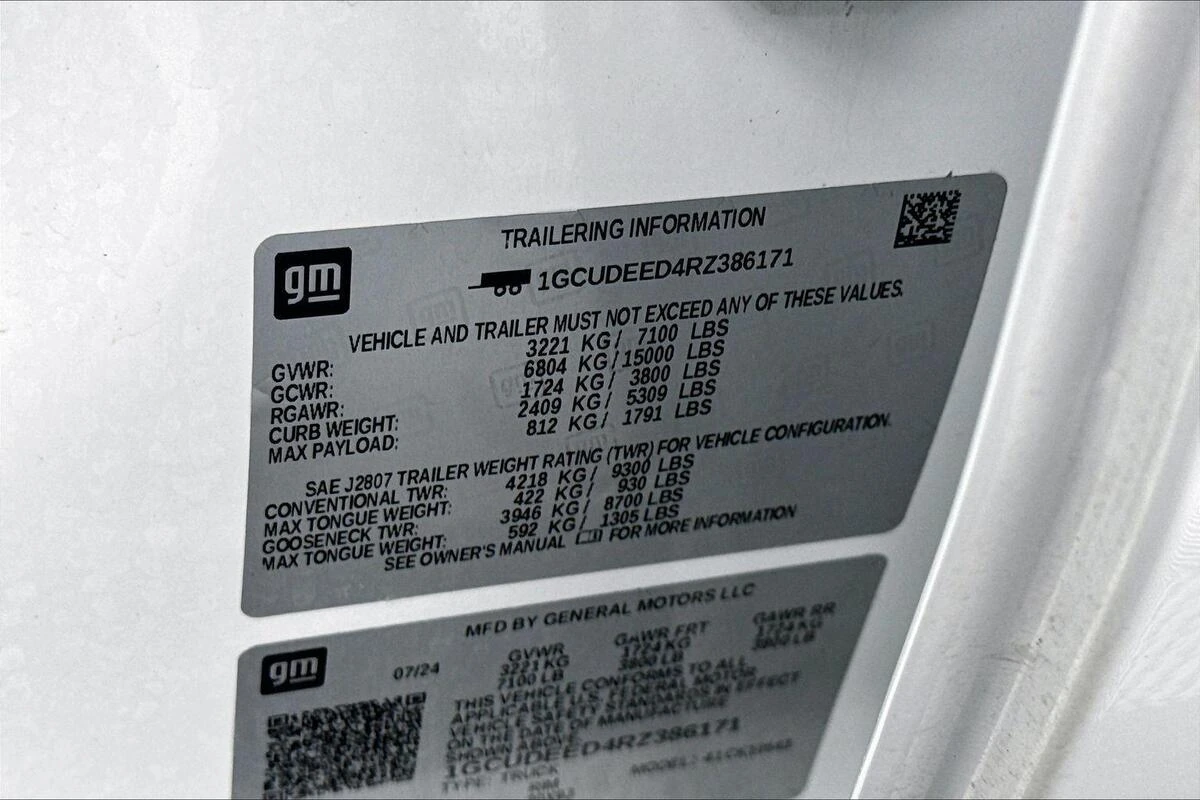 gm
TRAILERING INFORMATION
1GCUDEED4RZ386171
VEHICLE AND TRAILER MUST NOT EXCEED ANY OF THESE VALUES.
GVWR: 3221 KG/ 7100 LBS
GCWR: 6804 KG/ 15000 LBS
RGAWR: 1724 KG/ 3800 LBS
CURB WEIGHT: 2409 KG/ 5309 LBS
MAX PAYLOAD: 812 KG/ 1791 LBS
SAE J2807 TRAILER WEIGHT RATING (TWR) FOR VEHICLE CONFIGURATION.
CONVENTIONAL TWR: 4218 KG/ 9300 LBS
MAX TONGUE WEIGHT: 422 KG/ 930 LBS
GOOSENECK TWR: 3946 KG/ 8700 LBS
MAX TONGUE WEIGHT: 592 KG/ 1305 LBS
SEE OWNER'S MANUAL FOR MORE INFORMATION
gm
MFD BY GENERAL MOTORS LLC
07/24 GVWR GAWR FRT GAWR RR
3221 KG 1724 KG 1724 KG
7100 LB 3800 LB 3800 LB
THIS VEHICLE CONFORMS TO ALL
APPLICABLE U.S. FEDERAL MOTOR
VEHICLE SAFETY STANDARDS IN EFFECT
ON THE DATE OF MANUFACTURE
SHOWN ABOVE.
1GCUDEED4RZ386171
TYPE: TRUCK MODEL:
RIM